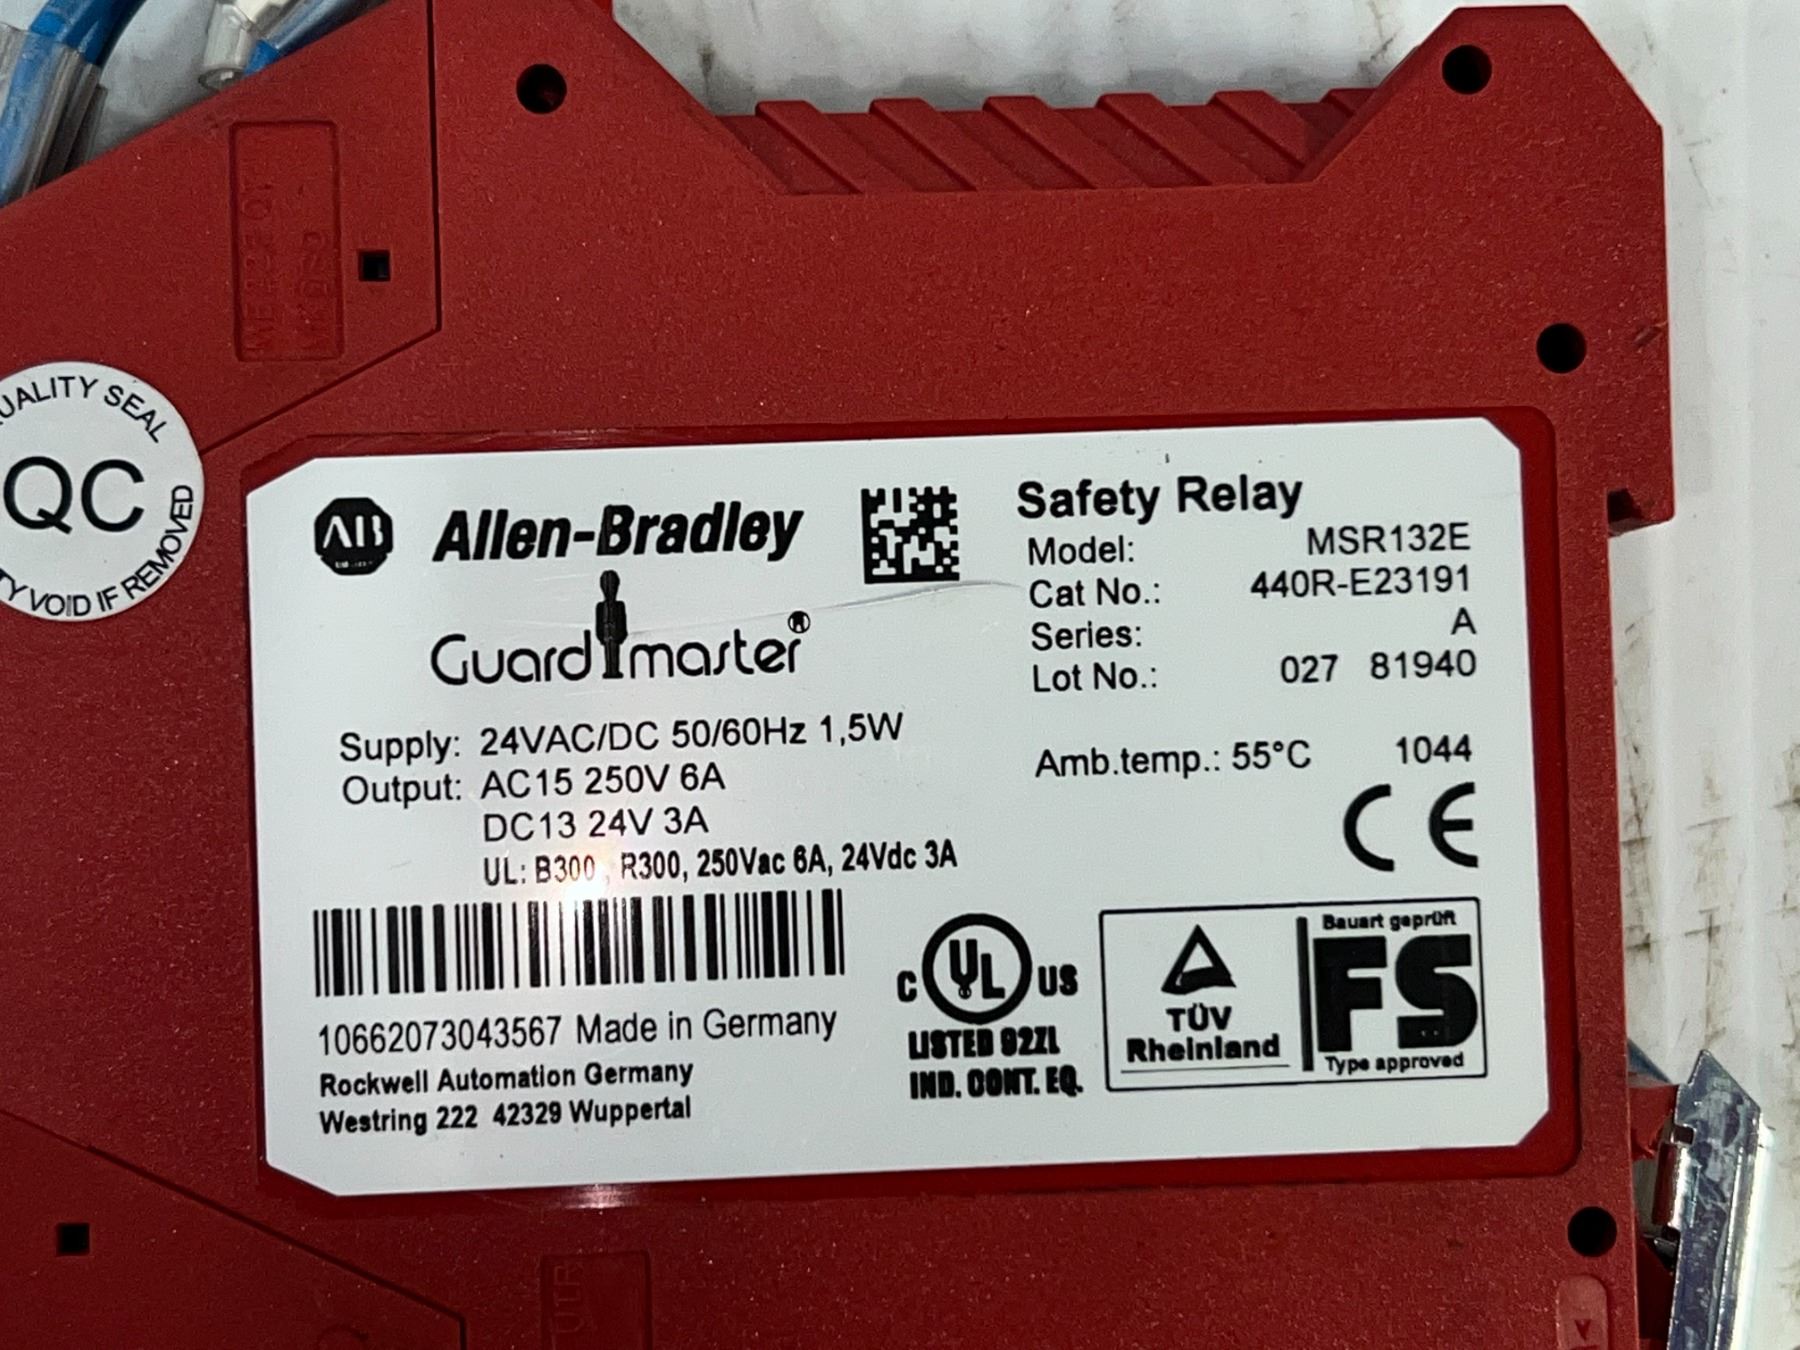 QUALITY SEAL
QC
VOID IF REMOVED
AB
Allen-Bradley
Guardmaster®
Safety Relay
Model: MSR132E
Cat No.: 440R-E23191
Series: A
Lot No.: 027 81940
Supply: 24VAC/DC 50/60Hz 1,5W
Output: AC15 250V 6A
DC13 24V 3A
UL: B300, R300, 250Vac 6A, 24Vdc 3A
Amb.temp.: 55°C 1044
CE
10662073043567 Made in Germany
Rockwell Automation Germany
Westring 222 42329 Wuppertal
C UL US
LISTED 92ZL
IND. CONT. EQ.
TÜV
Rheinland
Bauart geprüft
FS
Type approved